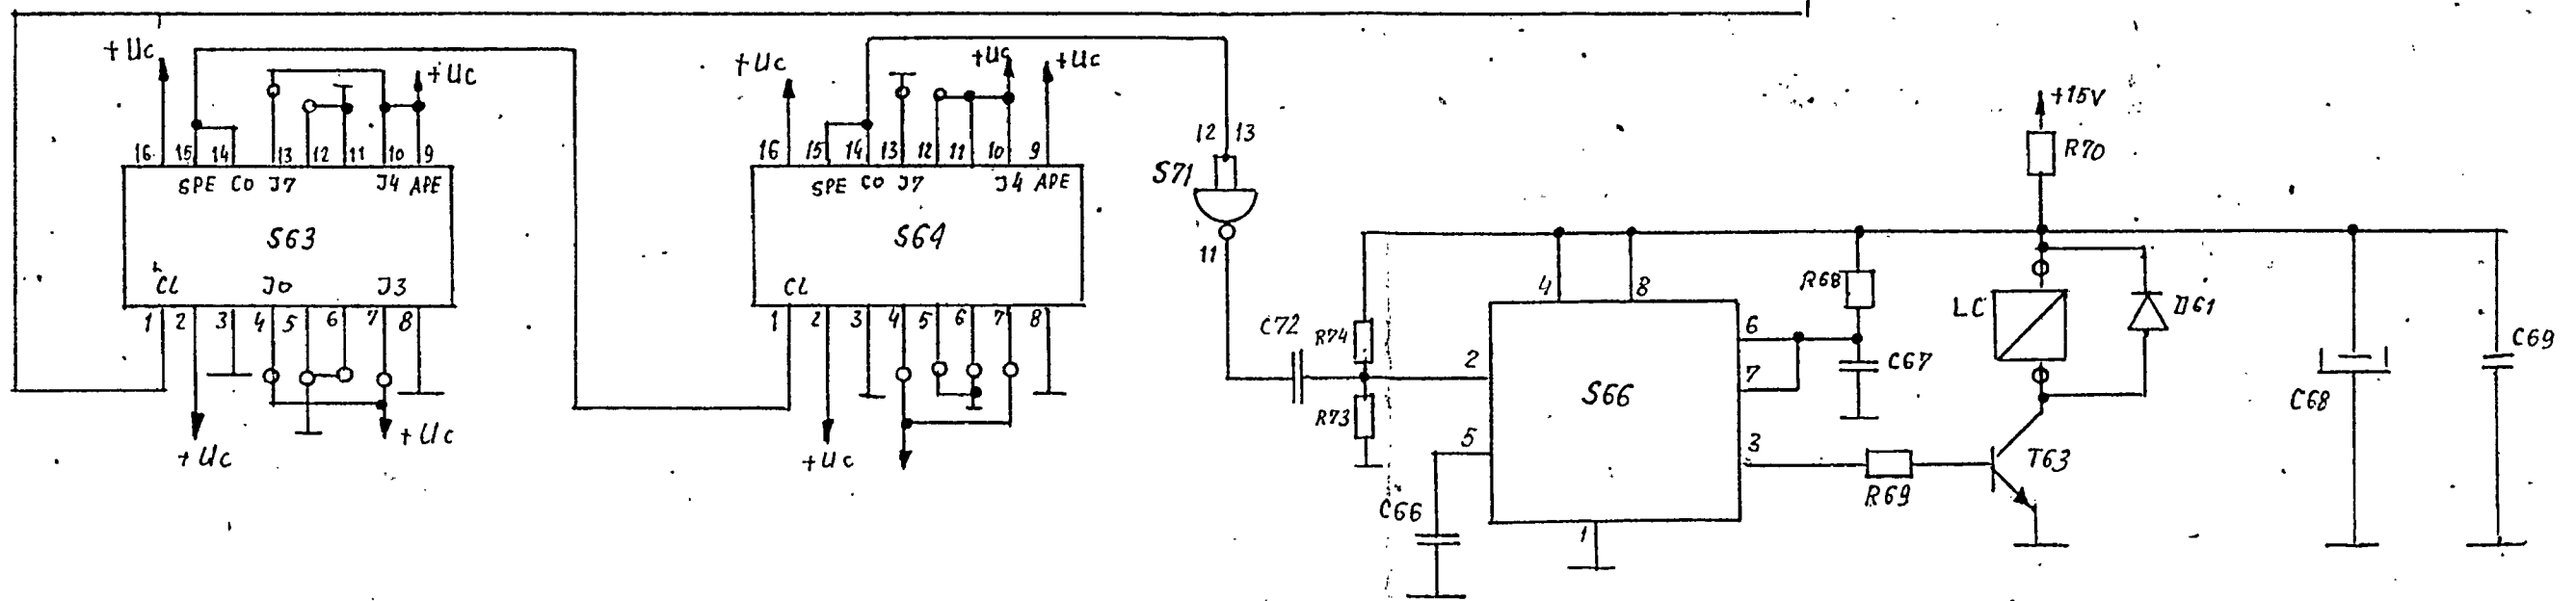 +Uc
+Uc
+Uc
+Uc
+Uc
16 15 14 13 12 11 10 9
SPE CO J7 J4 APE
S63
CL J0 J3
1 2 3 4 5 6 7 8
+Uc
+Uc
16 15 14 13 12 11 10 9
SPE CO J7 J4 APE
S64
CL
1 2 3 4 5 6 7 8
+Uc
12 13
S71
11
C72
R74
R73
4 8
2
5
6
7
3
1
S66
C66
R68
C67
R69
T63
+15V
R70
LC
D61
C68
C69